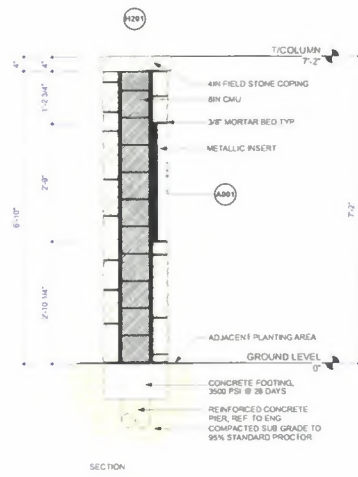 H201
T/COLUMN
7'-2"
4"
4"
4IN FIELD STONE COPING
8IN CMU
1'-2 3/4"
3/8" MORTAR BED TYP
METALLIC INSERT
2'-9"
A001
6'-10"
7'-2"
2'-10 1/4"
ADJACENT PLANTING AREA
GROUND LEVEL
0"
CONCRETE FOOTING,
3500 PSI @ 28 DAYS
REINFORCED CONCRETE
PIER, REF. TO ENG
COMPACTED SUB GRADE TO
95% STANDARD PROCTOR
SECTION